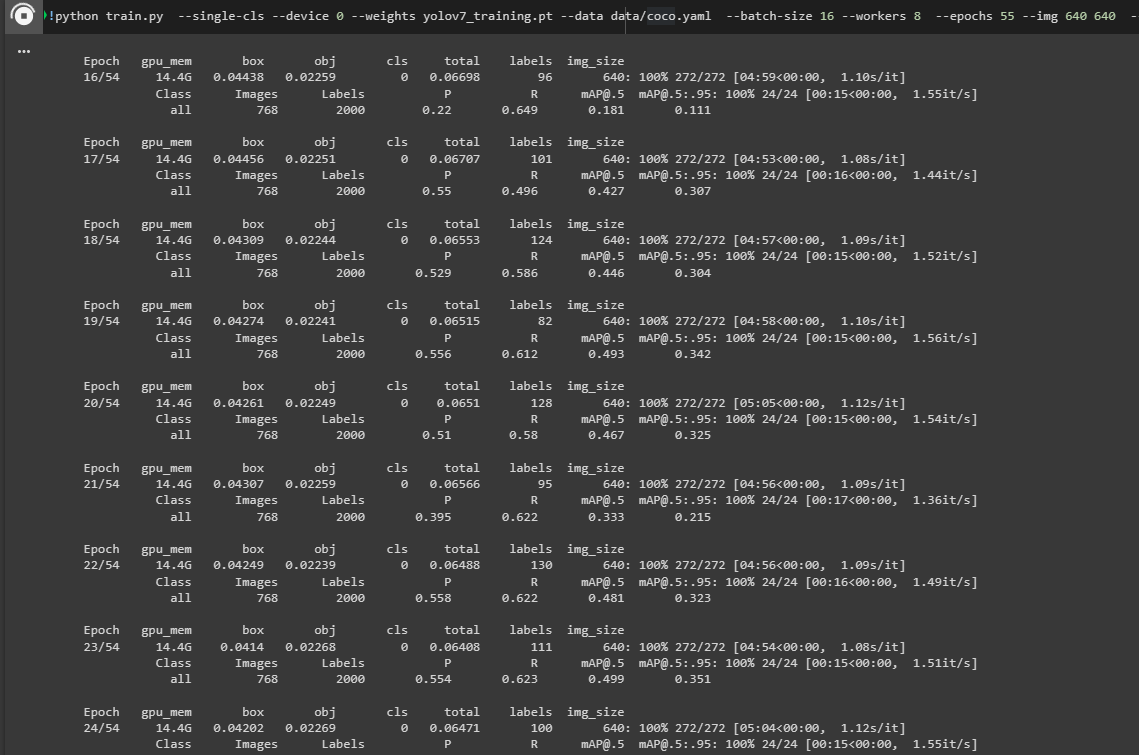 !python train.py --single-cls --device 0 --weights yolov7_training.pt --data data/coco.yaml --batch-size 16 --workers 8 --epochs 55 --img 640 640 -
...
Epoch gpu_mem box obj cls total labels img_size
16/54 14.4G 0.04438 0.02259 0 0.06698 96 640: 100% 272/272 [04:59<00:00, 1.10s/it]
Class Images Labels P R mAP@.5 mAP@.5:.95: 100% 24/24 [00:15<00:00, 1.55it/s]
all 768 2000 0.22 0.649 0.181 0.111
Epoch gpu_mem box obj cls total labels img_size
17/54 14.4G 0.04456 0.02251 0 0.06707 101 640: 100% 272/272 [04:53<00:00, 1.08s/it]
Class Images Labels P R mAP@.5 mAP@.5:.95: 100% 24/24 [00:16<00:00, 1.44it/s]
all 768 2000 0.55 0.496 0.427 0.307
Epoch gpu_mem box obj cls total labels img_size
18/54 14.4G 0.04309 0.02244 0 0.06553 124 640: 100% 272/272 [04:57<00:00, 1.09s/it]
Class Images Labels P R mAP@.5 mAP@.5:.95: 100% 24/24 [00:15<00:00, 1.52it/s]
all 768 2000 0.529 0.586 0.446 0.304
Epoch gpu_mem box obj cls total labels img_size
19/54 14.4G 0.04274 0.02241 0 0.06515 82 640: 100% 272/272 [04:58<00:00, 1.10s/it]
Class Images Labels P R mAP@.5 mAP@.5:.95: 100% 24/24 [00:15<00:00, 1.56it/s]
all 768 2000 0.556 0.612 0.493 0.342
Epoch gpu_mem box obj cls total labels img_size
20/54 14.4G 0.04261 0.02249 0 0.0651 128 640: 100% 272/272 [05:05<00:00, 1.12s/it]
Class Images Labels P R mAP@.5 mAP@.5:.95: 100% 24/24 [00:15<00:00, 1.54it/s]
all 768 2000 0.51 0.58 0.467 0.325
Epoch gpu_mem box obj cls total labels img_size
21/54 14.4G 0.04307 0.02259 0 0.06566 95 640: 100% 272/272 [04:56<00:00, 1.09s/it]
Class Images Labels P R mAP@.5 mAP@.5:.95: 100% 24/24 [00:17<00:00, 1.36it/s]
all 768 2000 0.395 0.622 0.333 0.215
Epoch gpu_mem box obj cls total labels img_size
22/54 14.4G 0.04249 0.02239 0 0.06488 130 640: 100% 272/272 [04:56<00:00, 1.09s/it]
Class Images Labels P R mAP@.5 mAP@.5:.95: 100% 24/24 [00:16<00:00, 1.49it/s]
all 768 2000 0.558 0.622 0.481 0.323
Epoch gpu_mem box obj cls total labels img_size
23/54 14.4G 0.0414 0.02268 0 0.06408 111 640: 100% 272/272 [04:54<00:00, 1.08s/it]
Class Images Labels P R mAP@.5 mAP@.5:.95: 100% 24/24 [00:15<00:00, 1.51it/s]
all 768 2000 0.554 0.623 0.499 0.351
Epoch gpu_mem box obj cls total labels img_size
24/54 14.4G 0.04202 0.02269 0 0.06471 100 640: 100% 272/272 [05:04<00:00, 1.12s/it]
Class Images Labels P R mAP@.5 mAP@.5:.95: 100% 24/24 [00:15<00:00, 1.55it/s]